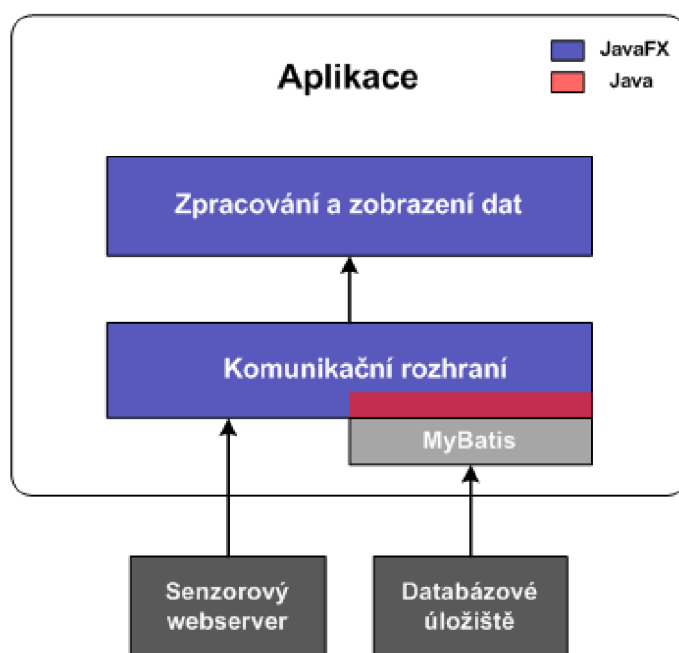 JavaFX
Java
Aplikace
Zpracování a zobrazení dat
Komunikační rozhraní
MyBatis
Senzorový
webserver
Databázové
úložiště